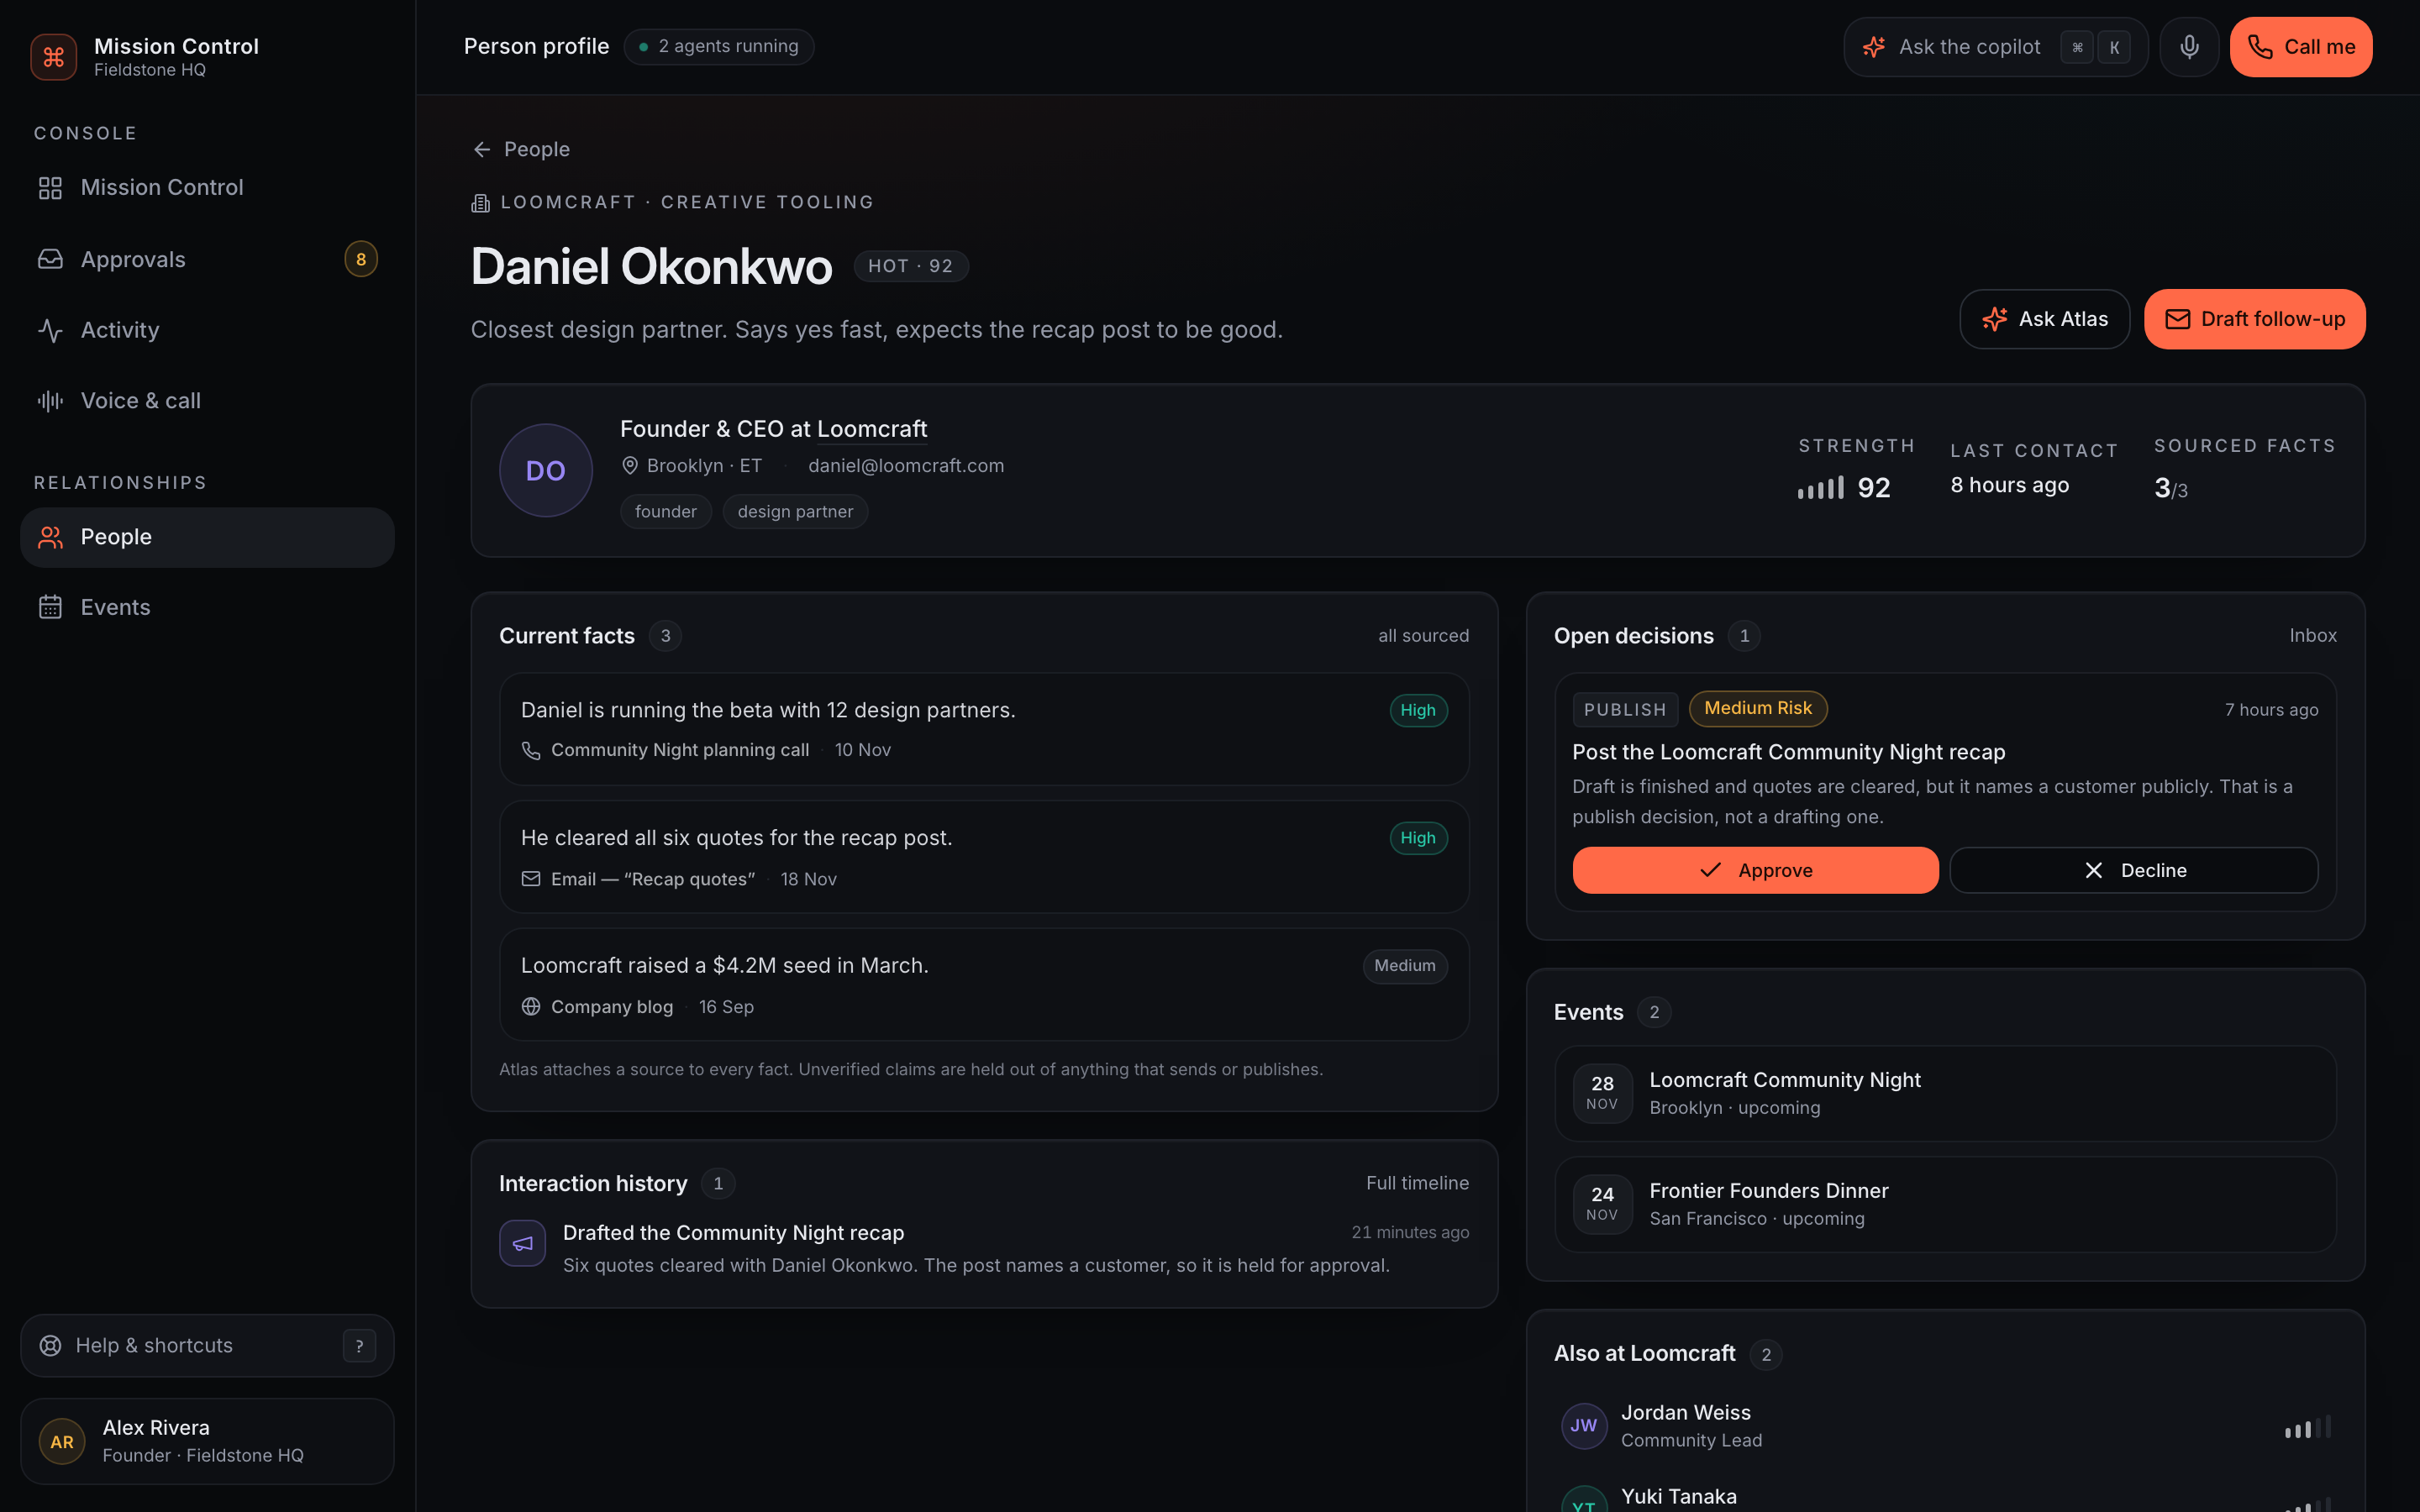 Mission Control
Fieldstone HQ
CONSOLE
Mission Control
Approvals 8
Activity
Voice & call
RELATIONSHIPS
People
Events
Help & shortcuts ?
AR
Alex Rivera
Founder · Fieldstone HQ
Person profile
2 agents running
Ask the copilot ⌘ K
Call me
People
LOOMCRAFT · CREATIVE TOOLING
Daniel Okonkwo
HOT · 92
Closest design partner. Says yes fast, expects the recap post to be good.
Ask Atlas
Draft follow-up
DO
Founder & CEO at Loomcraft
Brooklyn · ET · daniel@loomcraft.com
founder
design partner
STRENGTH
92
LAST CONTACT
8 hours ago
SOURCED FACTS
3/3
Current facts 3
all sourced
Daniel is running the beta with 12 design partners.
High
Community Night planning call · 10 Nov
He cleared all six quotes for the recap post.
High
Email — “Recap quotes” · 18 Nov
Loomcraft raised a $4.2M seed in March.
Medium
Company blog · 16 Sep
Atlas attaches a source to every fact. Unverified claims are held out of anything that sends or publishes.
Interaction history 1
Full timeline
Drafted the Community Night recap
21 minutes ago
Six quotes cleared with Daniel Okonkwo. The post names a customer, so it is held for approval.
Open decisions 1
Inbox
PUBLISH
Medium Risk
7 hours ago
Post the Loomcraft Community Night recap
Draft is finished and quotes are cleared, but it names a customer publicly. That is a
publish decision, not a drafting one.
Approve
Decline
Events 2
28
NOV
Loomcraft Community Night
Brooklyn · upcoming
24
NOV
Frontier Founders Dinner
San Francisco · upcoming
Also at Loomcraft 2
JW
Jordan Weiss
Community Lead
YT
Yuki Tanaka